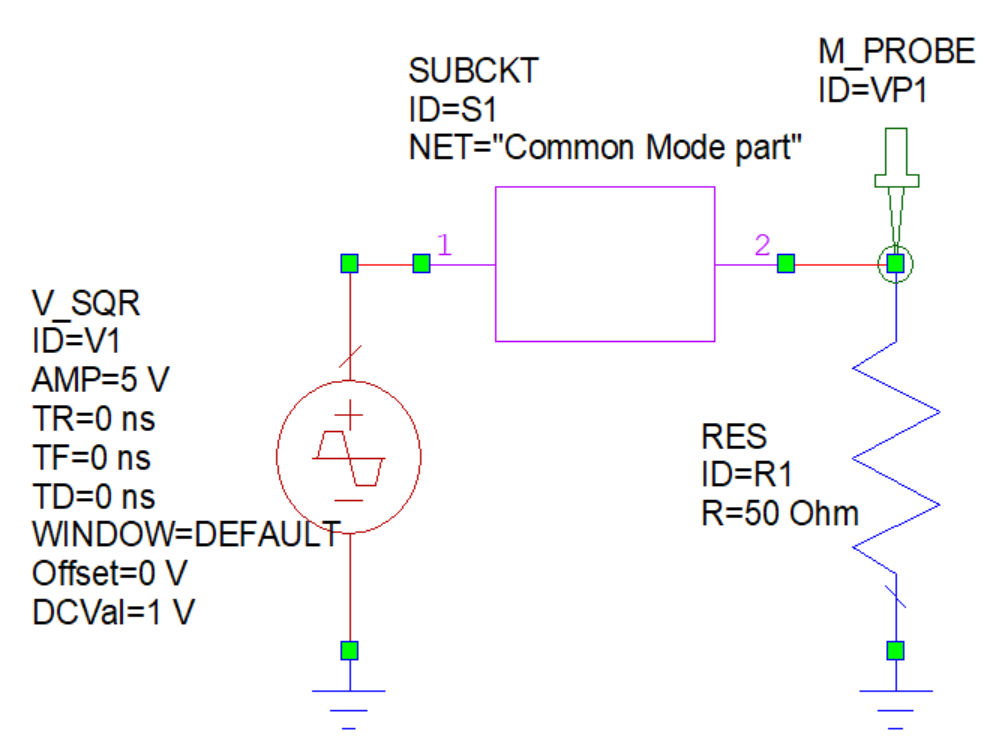 M_PROBE
ID=VP1
SUBCKT
ID=S1
NET="Common Mode part"
1
2
V_SQR
ID=V1
AMP=5 V
TR=0 ns
TF=0 ns
TD=0 ns
WINDOW=DEFAULT
Offset=0 V
DCVal=1 V
RES
ID=R1
R=50 Ohm